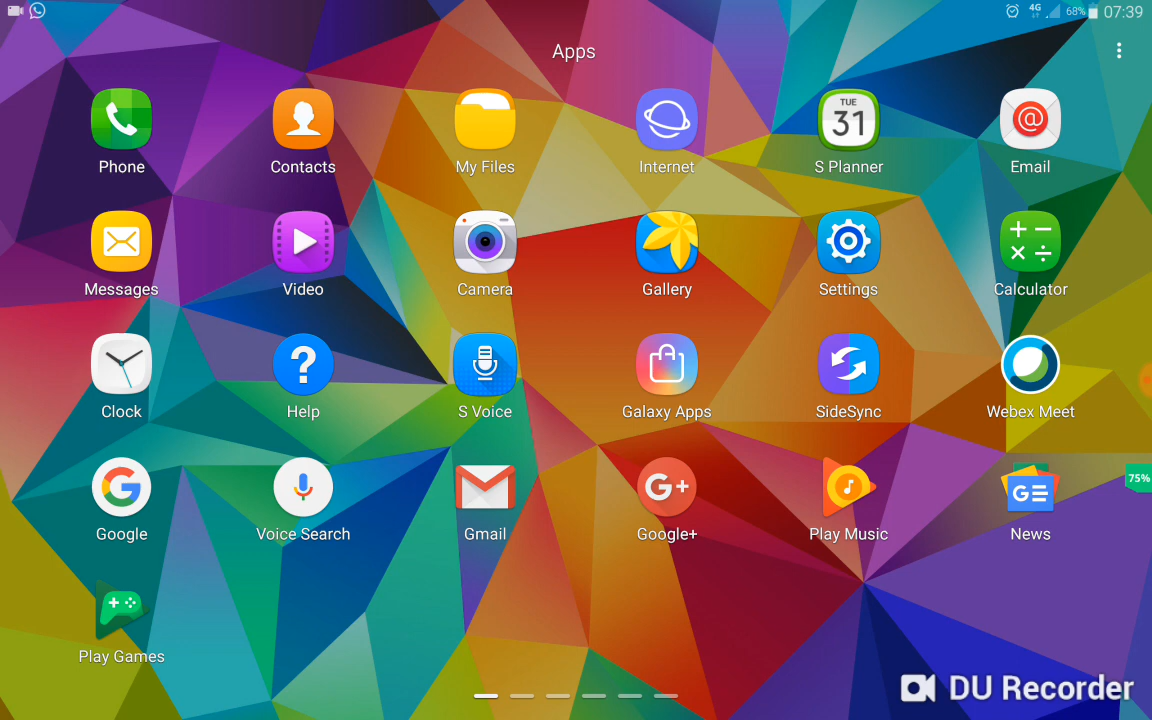 4G 68% 07:39
Apps
TUE
31
Phone Contacts My Files Internet S Planner Email
Messages Video Camera Gallery Settings Calculator
Clock Help S Voice Galaxy Apps SideSync Webex Meet
G G+ GE
75%
Google Voice Search Gmail Google+ Play Music News
Play Games
DU Recorder